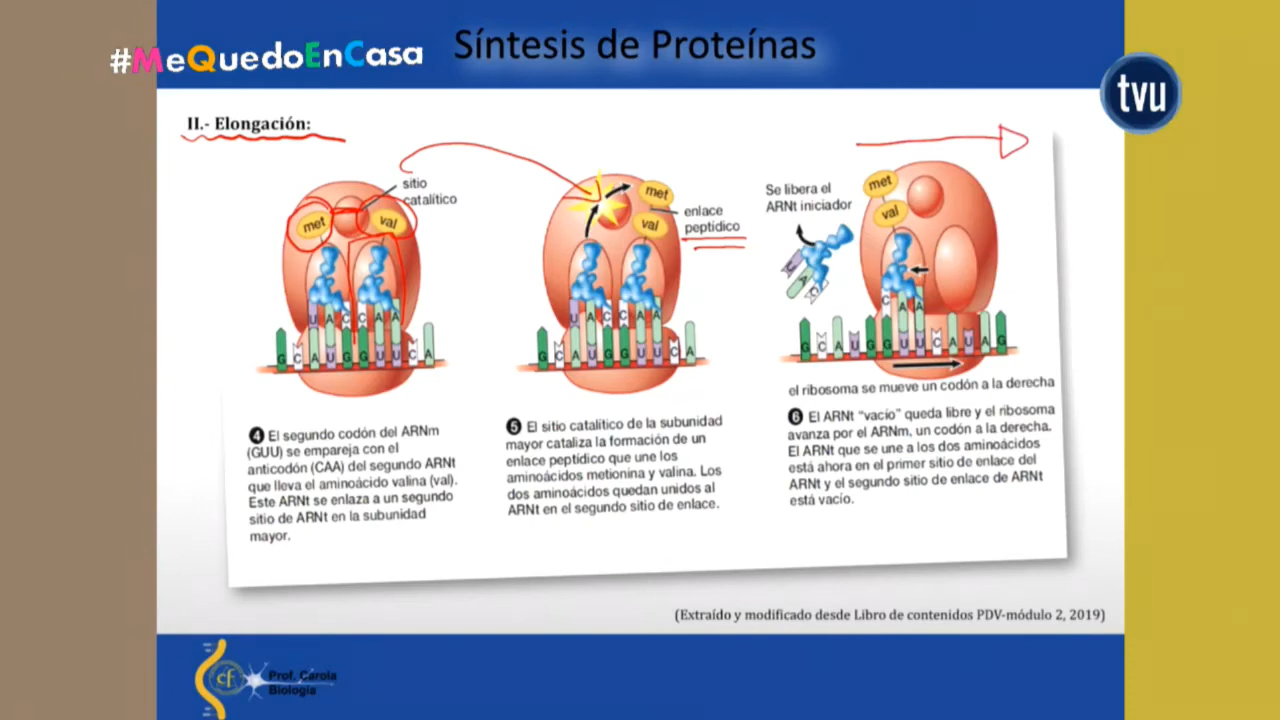 #MeQuedoEnCasa
Síntesis de Proteínas
tvu
II.- Elongación:
sitio
catalítico
met
val
U A C C A A
G C A U G G U U C A
met
val
enlace
peptídico
U A C C A A
G C A U G G U U C A
Se libera el
ARNt iniciador
met
val
U A C
C A A
G C A U G G U U C A U A G
el ribosoma se mueve un codón a la derecha
4 El segundo codón del ARNm
(GUU) se empareja con el
anticodón (CAA) del segundo ARNt
que lleva el aminoácido valina (val).
Este ARNt se enlaza a un segundo
sitio de ARNt en la subunidad
mayor.
5 El sitio catalítico de la subunidad
mayor cataliza la formación de un
enlace peptídico que une los
aminoácidos metionina y valina. Los
dos aminoácidos quedan unidos al
ARNt en el segundo sitio de enlace.
6 El ARNt “vacío” queda libre y el ribosoma
avanza por el ARNm, un codón a la derecha.
El ARNt que se une a los dos aminoácidos
está ahora en el primer sitio de enlace del
ARNt y el segundo sitio de enlace de ARNt
está vacío.
(Extraído y modificado desde Libro de contenidos PDV-módulo 2, 2019)
cf
Prof. Carola
Biología